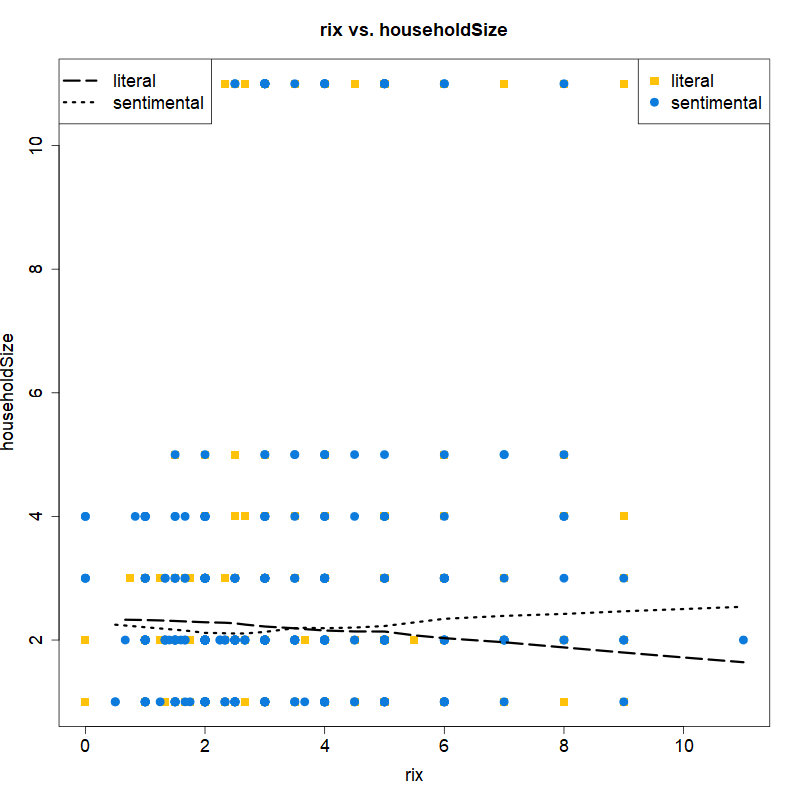 rix vs. householdSize
literal
sentimental
literal
sentimental
householdSize
10
8
6
4
2
0 2 4 6 8 10
rix